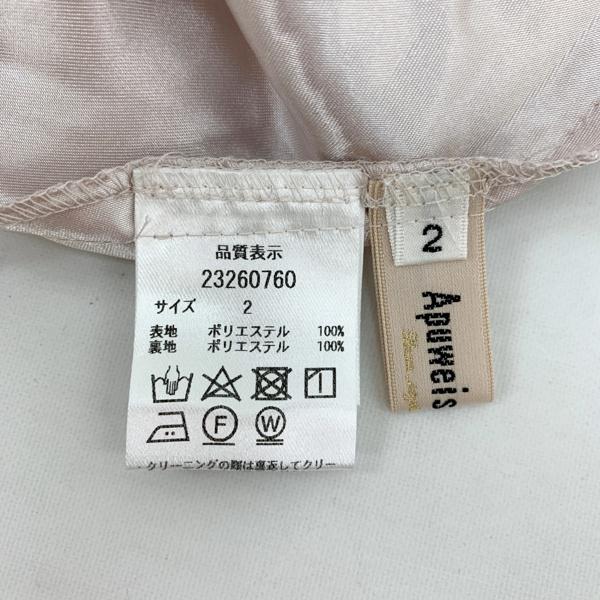 品質表示
23260760
サイズ 2
表地 ポリエステル 100%
裏地 ポリエステル 100%
F W
クリーニングの際は裏返してクリー
2
Apuweis